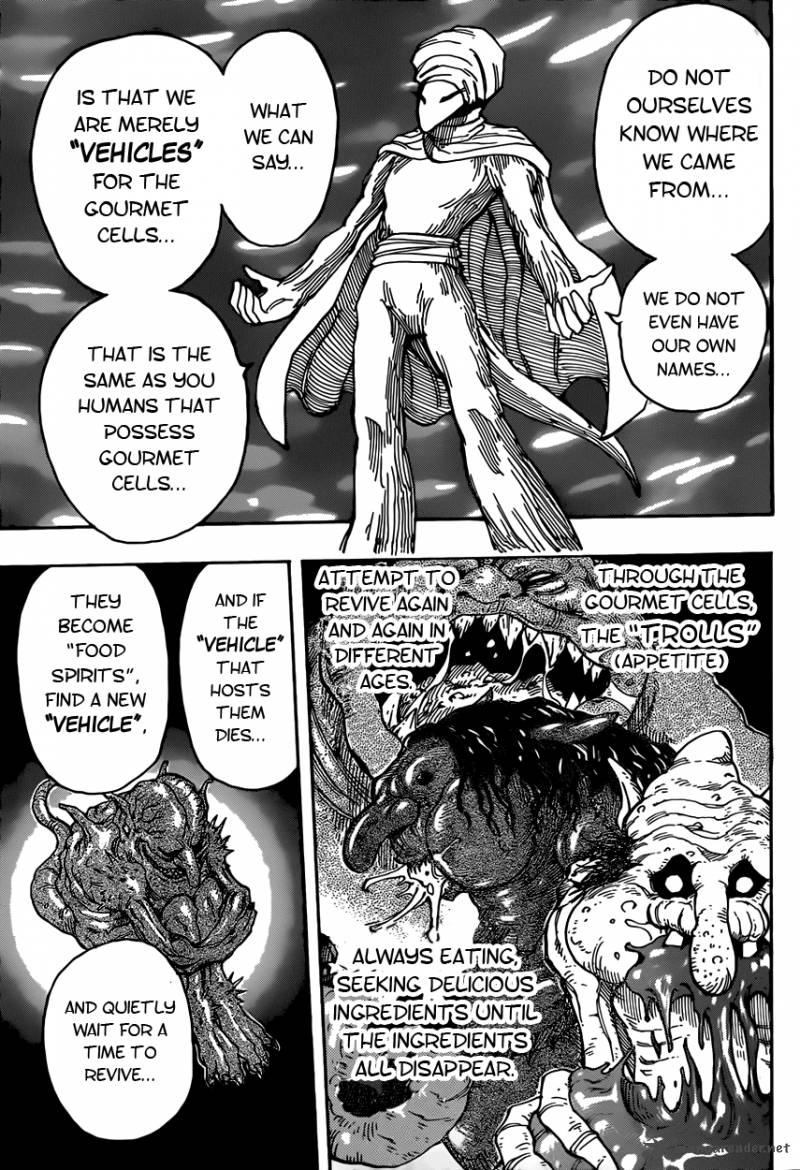 DO NOT
OURSELVES
KNOW WHERE
WE CAME
FROM...
WE DO NOT
EVEN HAVE
OUR OWN
NAMES...
WHAT
WE CAN
SAY...
IS THAT WE
ARE MERELY
"VEHICLES"
FOR THE
GOURMET
CELLS...
THAT IS THE
SAME AS YOU
HUMANS THAT
POSSESS
GOURMET
CELLS...
THROUGH THE
GOURMET CELLS,
THE "TROLLS"
(APPETITE)
ATTEMPT TO
REVIVE AGAIN
AND AGAIN IN
DIFFERENT
AGES.
ALWAYS EATING,
SEEKING DELICIOUS
INGREDIENTS UNTIL
THE INGREDIENTS
ALL DISAPPEAR.
AND IF
THE
"VEHICLE"
THAT
HOSTS
THEM
DIES...
THEY
BECOME
"FOOD
SPIRITS",
FIND A NEW
"VEHICLE",
AND QUIETLY
WAIT FOR A
TIME TO
REVIVE...